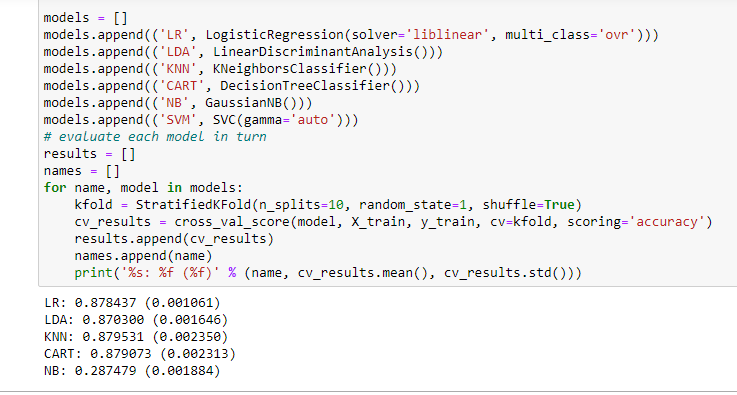 models = []
models.append(('LR', LogisticRegression(solver='liblinear', multi_class='ovr')))
models.append(('LDA', LinearDiscriminantAnalysis()))
models.append(('KNN', KNeighborsClassifier()))
models.append(('CART', DecisionTreeClassifier()))
models.append(('NB', GaussianNB()))
models.append(('SVM', SVC(gamma='auto')))
# evaluate each model in turn
results = []
names = []
for name, model in models:
    kfold = StratifiedKFold(n_splits=10, random_state=1, shuffle=True)
    cv_results = cross_val_score(model, X_train, y_train, cv=kfold, scoring='accuracy')
    results.append(cv_results)
    names.append(name)
    print('%s: %f (%f)' % (name, cv_results.mean(), cv_results.std()))
LR: 0.878437 (0.001061)
LDA: 0.870300 (0.001646)
KNN: 0.879531 (0.002350)
CART: 0.879073 (0.002313)
NB: 0.287479 (0.001884)